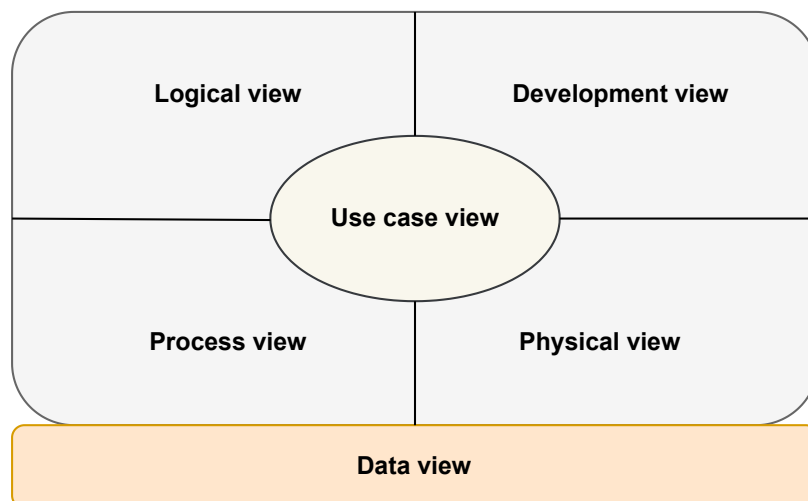 Logical view
Development view
Use case view
Process view
Physical view
Data view